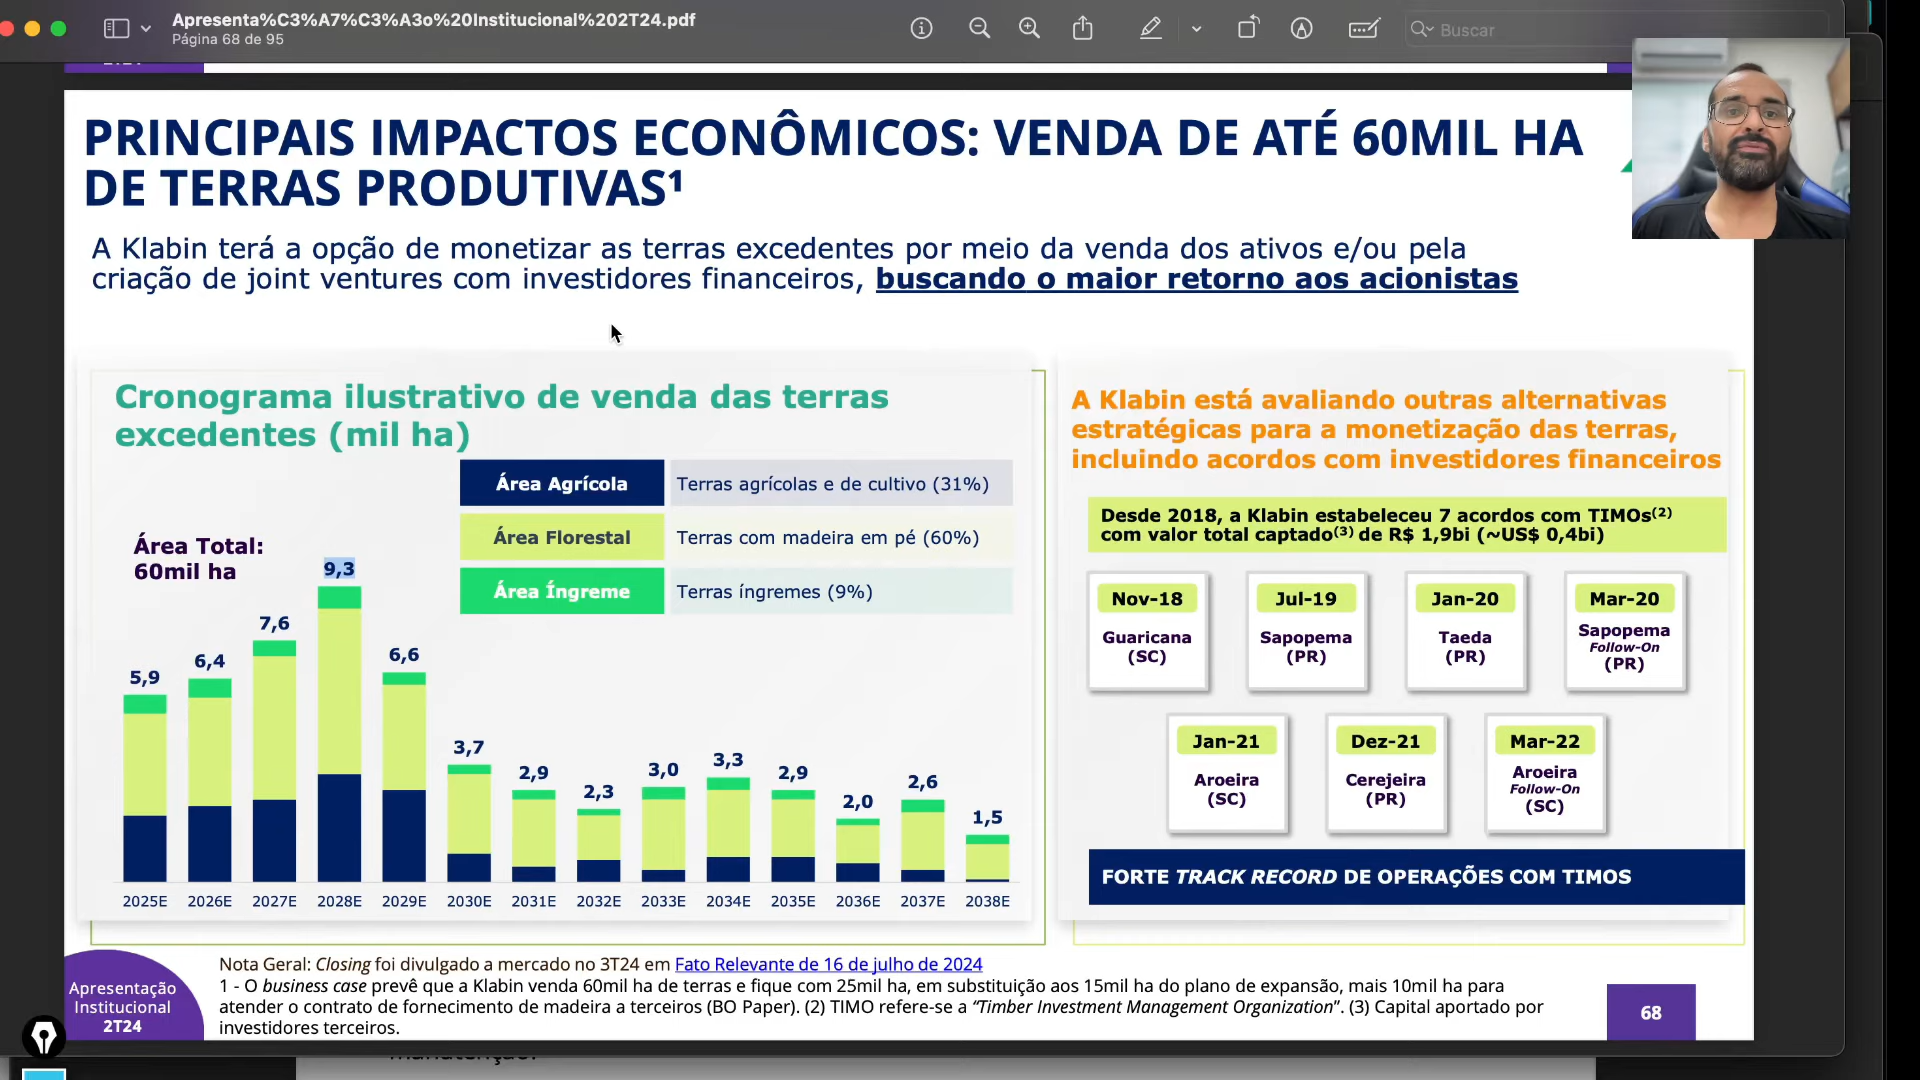 Apresenta%C3%A7%C3%A3o%20Institucional%202T24.pdf
Página 68 de 95
Buscar
PRINCIPAIS IMPACTOS ECONÔMICOS: VENDA DE ATÉ 60MIL HA
DE TERRAS PRODUTIVAS¹
A Klabin terá a opção de monetizar as terras excedentes por meio da venda dos ativos e/ou pela
criação de joint ventures com investidores financeiros, buscando o maior retorno aos acionistas
Cronograma ilustrativo de venda das terras
excedentes (mil ha)
Área Agrícola Terras agrícolas e de cultivo (31%)
Área Florestal Terras com madeira em pé (60%)
Área Íngreme Terras íngremes (9%)
Área Total:
60mil ha
5,9 6,4 7,6 9,3 6,6 3,7 2,9 2,3 3,0 3,3 2,9 2,0 2,6 1,5
2025E 2026E 2027E 2028E 2029E 2030E 2031E 2032E 2033E 2034E 2035E 2036E 2037E 2038E
A Klabin está avaliando outras alternativas
estratégicas para a monetização das terras,
incluindo acordos com investidores financeiros
Desde 2018, a Klabin estabeleceu 7 acordos com TIMOs(2)
com valor total captado(3) de R$ 1,9bi (~US$ 0,4bi)
Nov-18
Guaricana
(SC)
Jul-19
Sapopema
(PR)
Jan-20
Taeda
(PR)
Mar-20
Sapopema
Follow-On
(PR)
Jan-21
Aroeira
(SC)
Dez-21
Cerejeira
(PR)
Mar-22
Aroeira
Follow-On
(SC)
FORTE TRACK RECORD DE OPERAÇÕES COM TIMOS
Nota Geral: Closing foi divulgado a mercado no 3T24 em Fato Relevante de 16 de julho de 2024
1 - O business case prevê que a Klabin venda 60mil ha de terras e fique com 25mil ha, em substituição aos 15mil ha do plano de expansão, mais 10mil ha para
atender o contrato de fornecimento de madeira a terceiros (BO Paper). (2) TIMO refere-se a “Timber Investment Management Organization”. (3) Capital aportado por
investidores terceiros.
Apresentação
Institucional
2T24
68